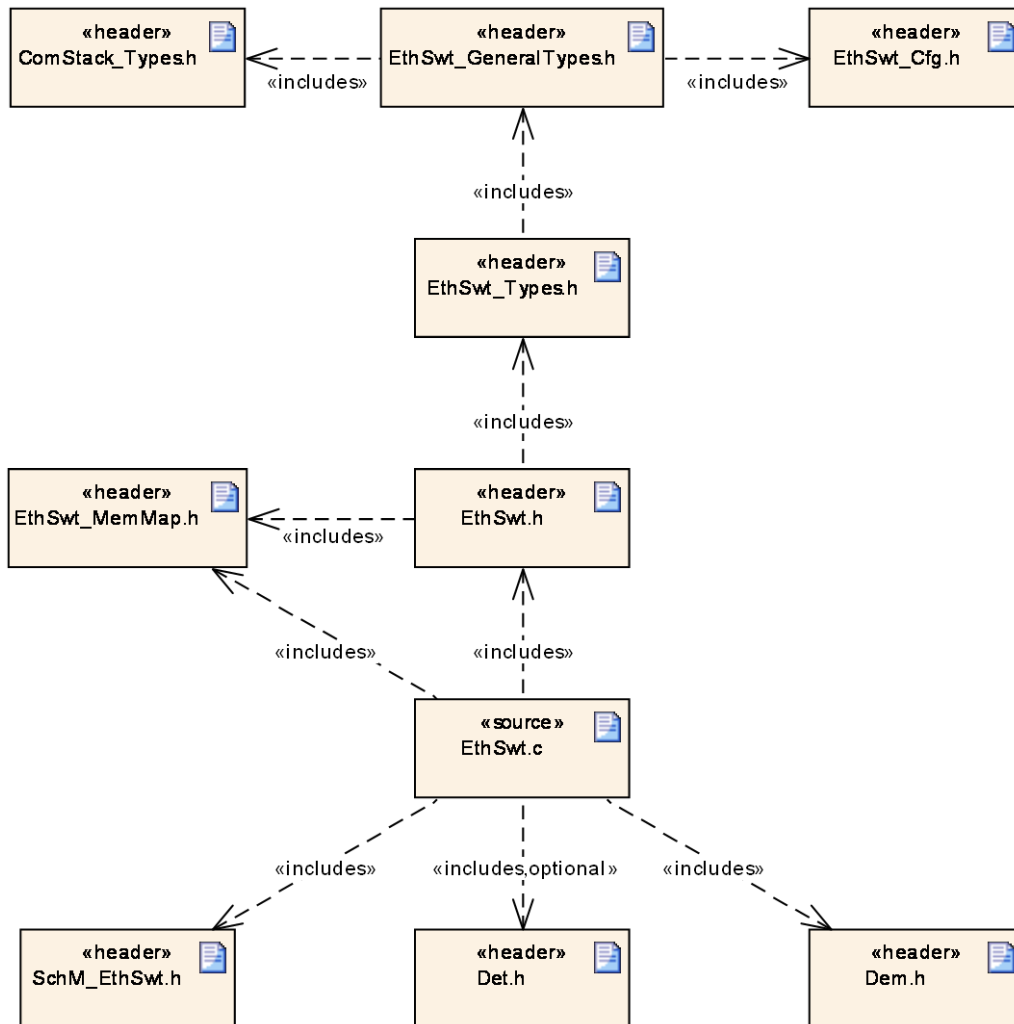 «header»
ComStack_Types.h
«header»
EthSwt_GeneralTypes.h
«header»
EthSwt_Cfg.h
«includes»
«includes»
«includes»
«header»
EthSwt_Types.h
«includes»
«header»
EthSwt_MemMap.h
«header»
EthSwt.h
«includes»
«includes»
«includes»
«source»
EthSwt.c
«includes»
«includes,optional»
«includes»
«header»
SchM_EthSwt.h
«header»
Det.h
«header»
Dem.h